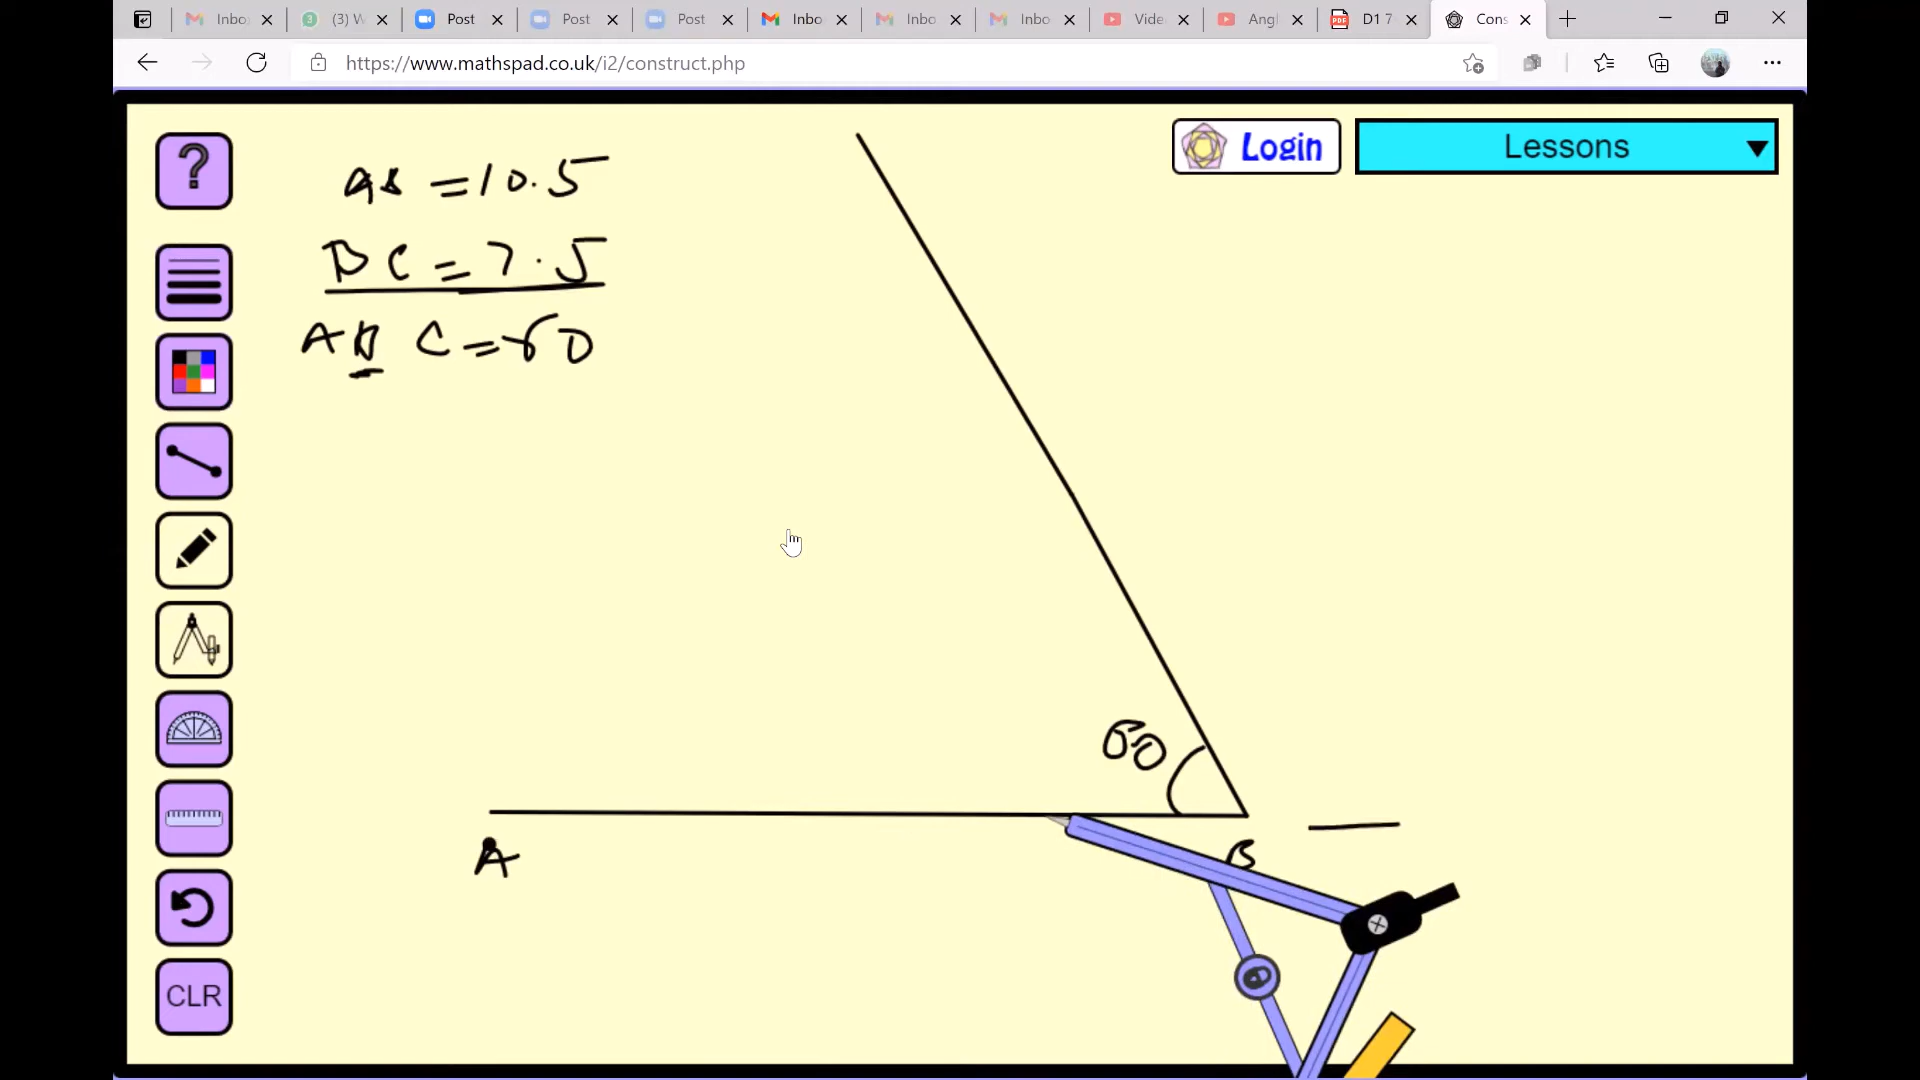 Inbo
(3) W
Post
Post
Post
Inbo
Inbo
Inbo
Vide
Angl
D1 7
Cons
https://www.mathspad.co.uk/i2/construct.php
Login
Lessons
= 10.5
BC = 7.5
ABC = 60
60
A
B
CLR